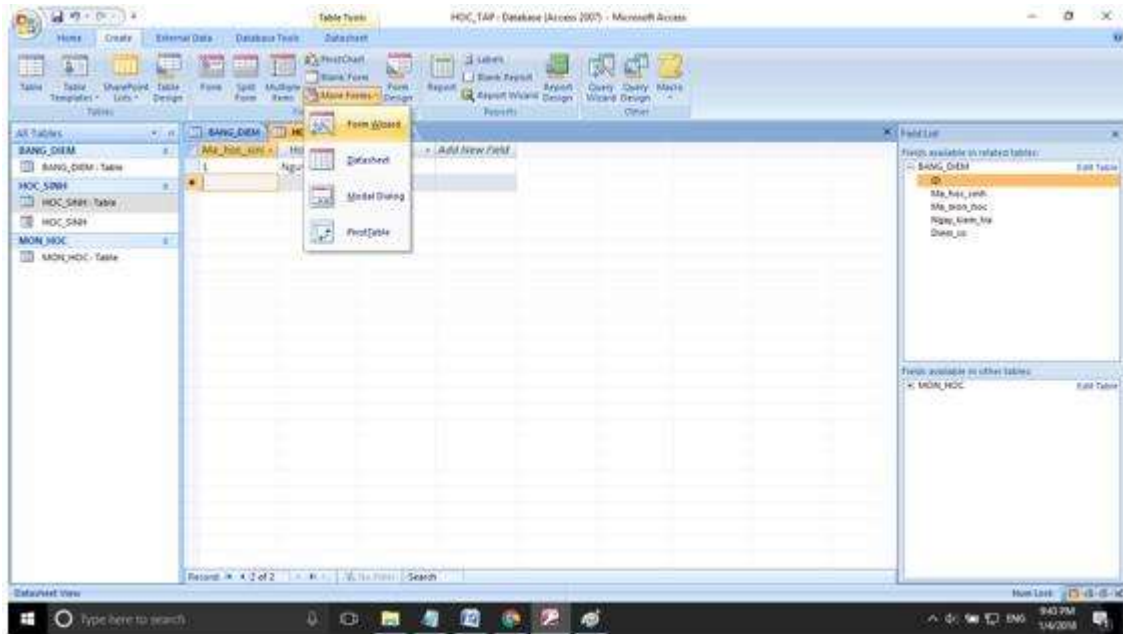 Table Tools
HOC_TAP : Database (Access 2007) - Microsoft Access
Home Create External Data Database Tools Datasheet
Table
Table Templates
SharePoint Lists
Table Design
Tables
Form
Split Form
Multiple Items
PivotChart
Blank Form
More Forms
Form Design
Report
Labels
Blank Report
Report Wizard
Report Design
Reports
Query Wizard
Query Design
Macro
Other
Form Wizard
Datasheet
Modal Dialog
PivotTable
All Tables
BANG_DIEM
BANG_DIEM : Table
HOC_SINH
HOC_SINH : Table
HOC_SINH
MON_HOC
MON_HOC : Table
BANG_DIEM
Ma_hoc_sinh
Add New Field
1
Record: 2 of 2 No Filter Search
Field List
Fields available in related tables:
BANG_DIEM Edit Table
ID
Ma_hoc_sinh
Ma_mon_hoc
Ngay_kiem_tra
Diem_so
Fields available in other tables:
MON_HOC Edit Table
Datasheet View
Num Lock
Type here to search
ENG
9:40 PM
1/4/2018